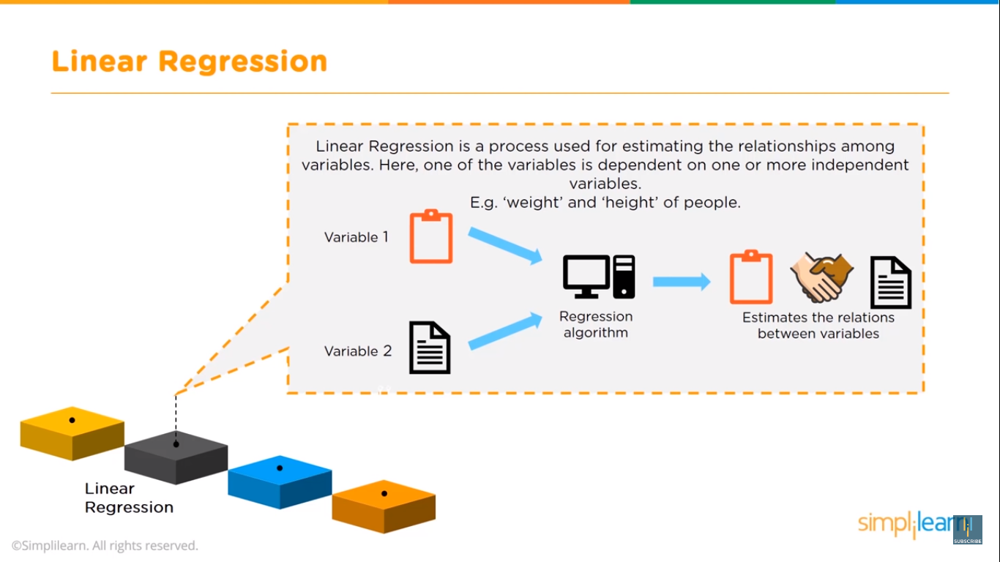 Linear Regression
Linear Regression is a process used for estimating the relationships among
variables. Here, one of the variables is dependent on one or more independent
variables.
E.g. ‘weight’ and ‘height’ of people.
Variable 1
Variable 2
Regression
algorithm
Estimates the relations
between variables
Linear
Regression
©Simplilearn. All rights reserved.
simplilearn
SUBSCRIBE